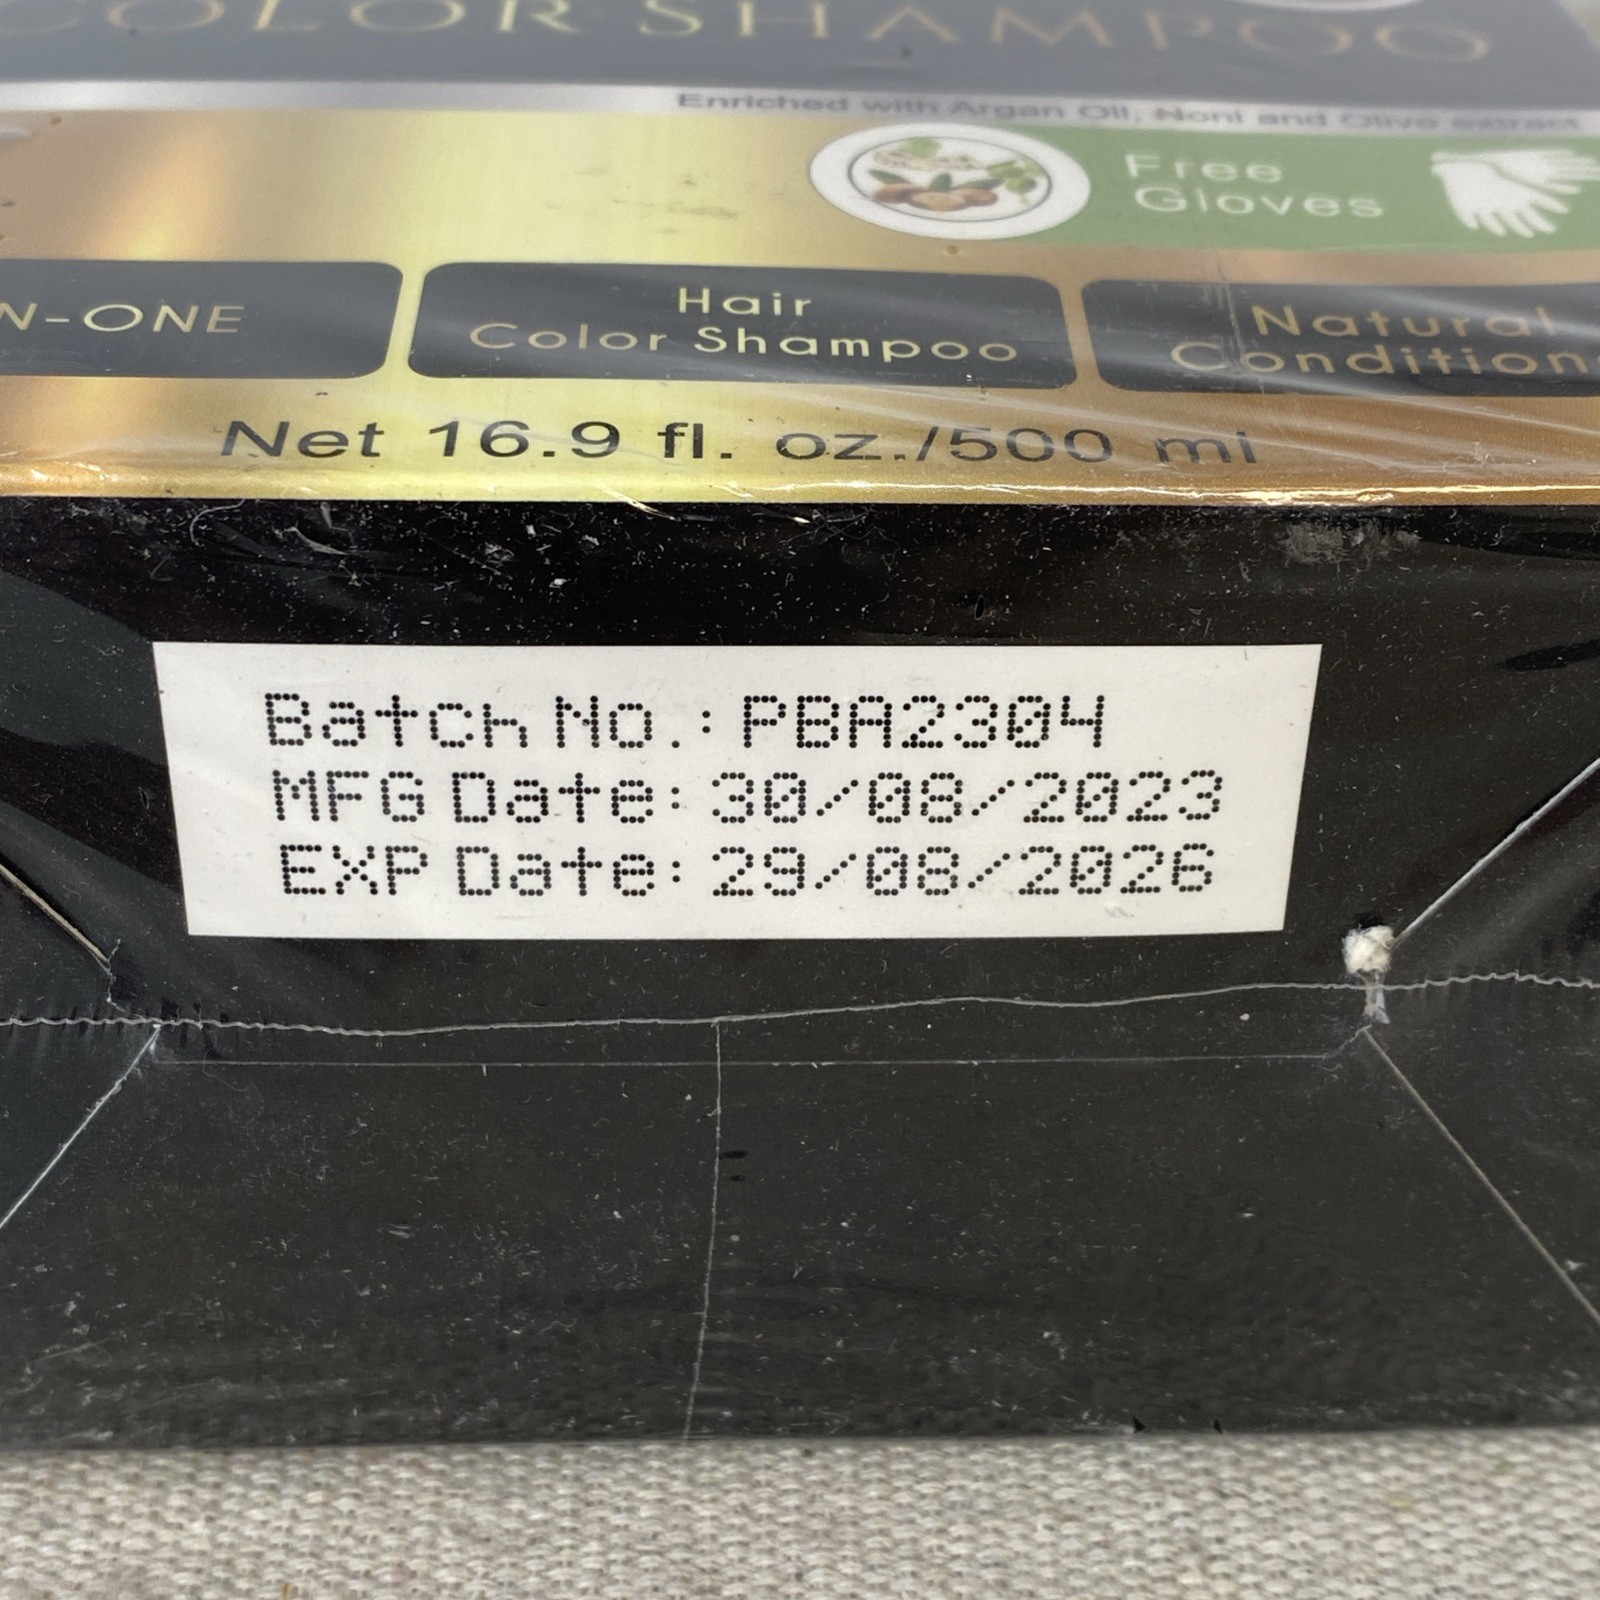 COLOR SHAMPOO
Enriched with Argan Oil, Noni and Olive extract
Free
Gloves
N-ONE
Hair
Color Shampoo
Natural
Condition
Net 16.9 fl. oz./500 ml
Batch No.: PBA2304
MFG Date: 30/08/2023
EXP Date: 29/08/2026